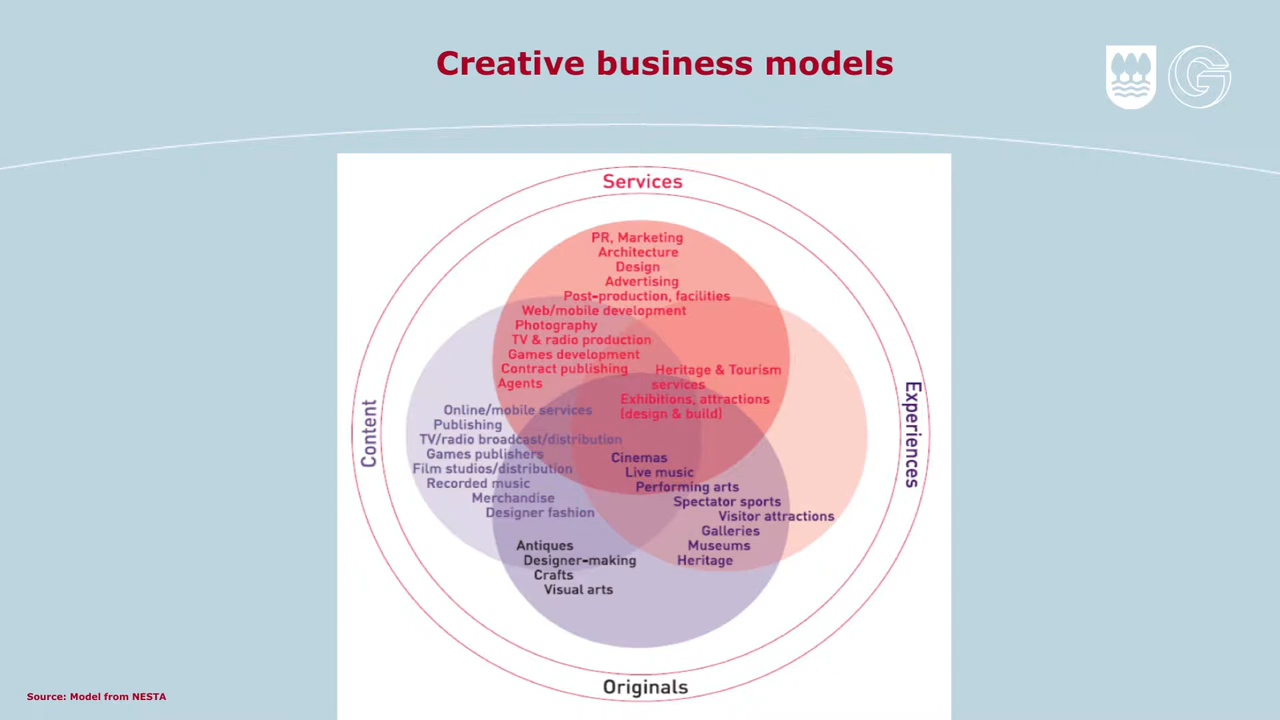 Creative business models
Services
PR, Marketing
Architecture
Design
Advertising
Post-production, facilities
Web/mobile development
Photography
TV & radio production
Games development
Contract publishing
Agents
Heritage & Tourism
services
Exhibitions, attractions
(design & build)
Content
Experiences
Online/mobile services
Publishing
TV/radio broadcast/distribution
Games publishers
Film studios/distribution
Recorded music
Merchandise
Designer fashion
Cinemas
Live music
Performing arts
Spectator sports
Visitor attractions
Galleries
Museums
Heritage
Antiques
Designer-making
Crafts
Visual arts
Originals
Source: Model from NESTA